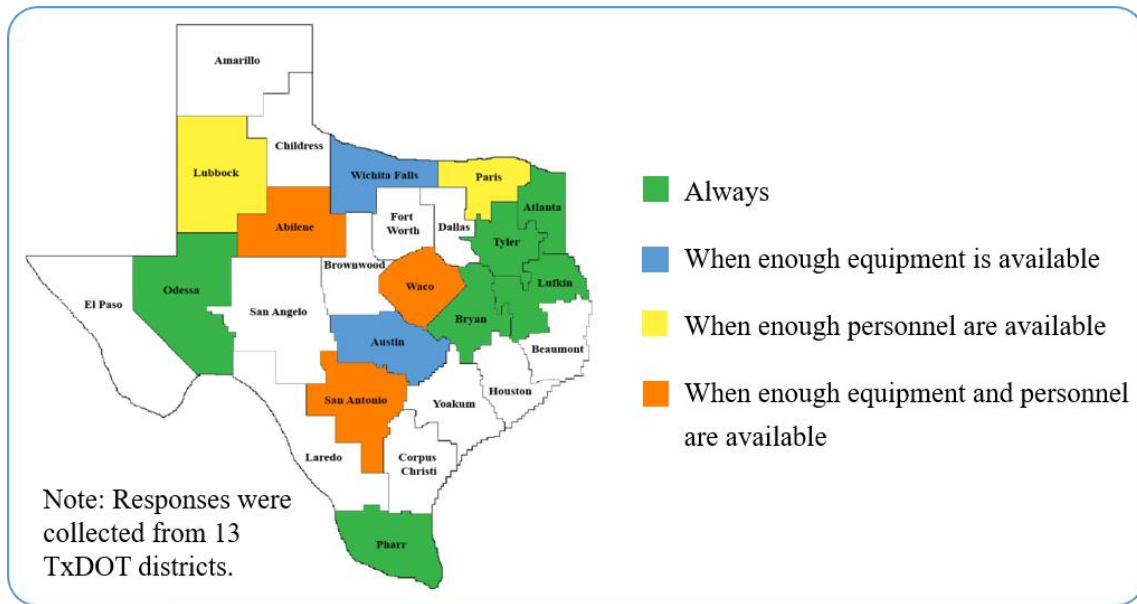 Amarillo
Childress
Lubbock
Wichita Falls
Paris
Atlanta
Abilene
Fort
Worth
Dallas
Tyler
Brownwood
Waco
Lufkin
El Paso
Odessa
San Angelo
Bryan
Beaumont
Austin
Houston
San Antonio
Yoakum
Laredo
Corpus
Christi
Pharr
Always
When enough equipment is available
When enough personnel are available
When enough equipment and personnel
are available
Note: Responses were
collected from 13
TxDOT districts.